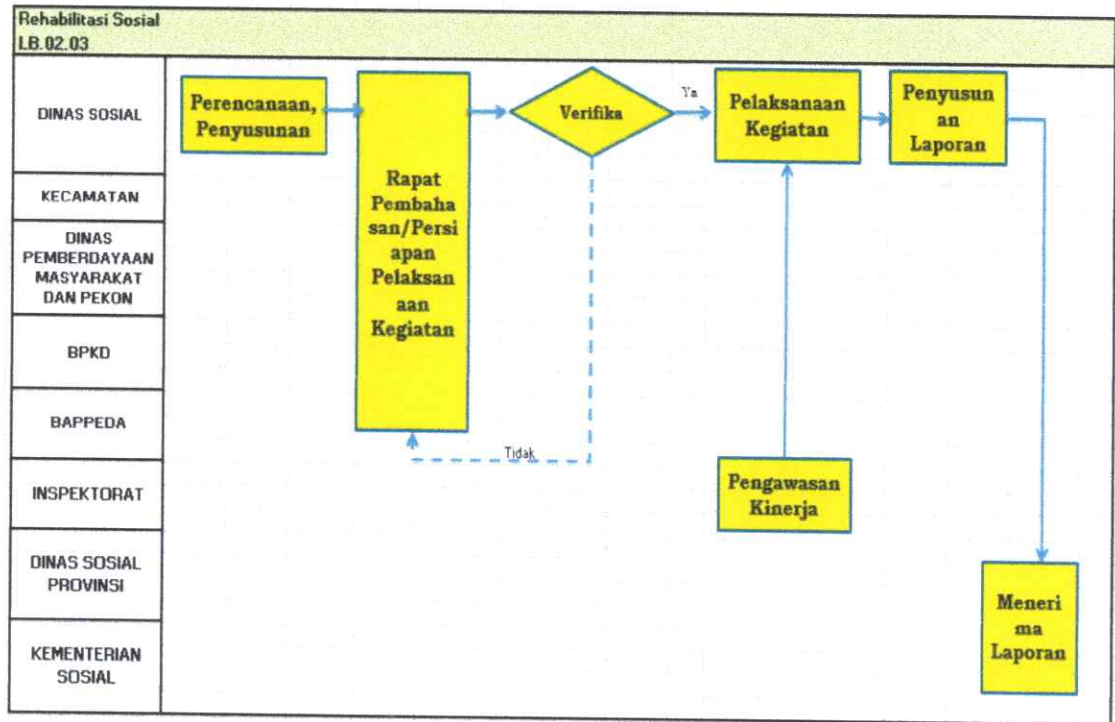 Rehabilitasi Sosial
LB.02.03
DINAS SOSIAL
KECAMATAN
DINAS
PEMBERDAYAAN
MASYARAKAT
DAN PEKON
BPKD
BAPPEDA
INSPEKTORAT
DINAS SOSIAL
PROVINSI
KEMENTERIAN
SOSIAL
Perencanaan,
Penyusunan
Rapat
Pembaha
san/Persi
apan
Pelaksan
aan
Kegiatan
Verifika
Ya
Tidak
Pelaksanaan
Kegiatan
Penyusun
an
Laporan
Pengawasan
Kinerja
Meneri
ma
Laporan